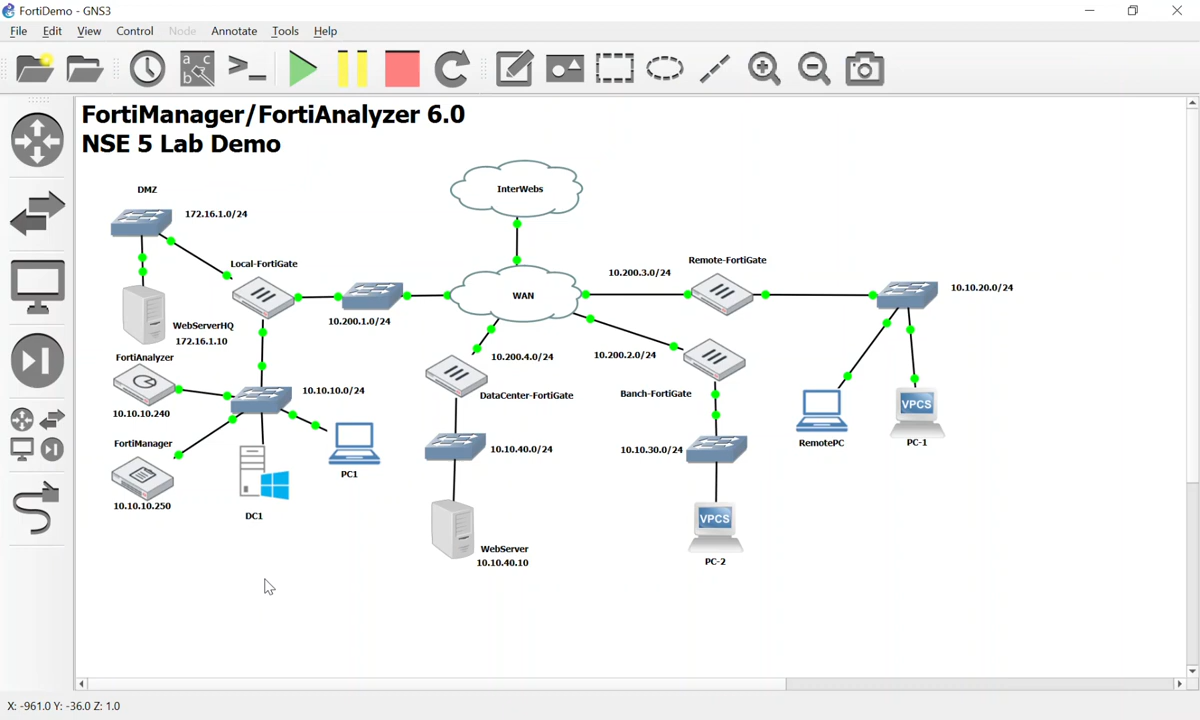 FortiDemo - GNS3
File Edit View Control Node Annotate Tools Help
a b c
FortiManager/FortiAnalyzer 6.0
NSE 5 Lab Demo
InterWebs
DMZ
172.16.1.0/24
Local-FortiGate
WAN
10.200.1.0/24
10.200.3.0/24
Remote-FortiGate
10.10.20.0/24
WebServerHQ
172.16.1.10
FortiAnalyzer
10.10.10.240
10.10.10.0/24
10.200.4.0/24
DataCenter-FortiGate
10.200.2.0/24
Banch-FortiGate
VPCS
RemotePC
PC-1
FortiManager
10.10.10.250
DC1
PC1
10.10.40.0/24
10.10.30.0/24
WebServer
10.10.40.10
VPCS
PC-2
X: -961.0 Y: -36.0 Z: 1.0